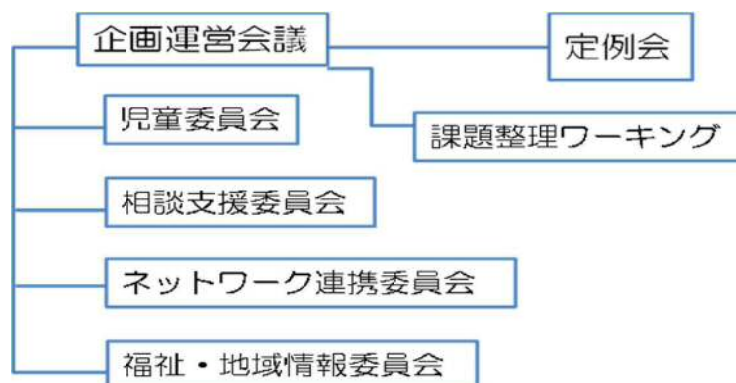 企画運営会議
定例会
児童委員会
課題整理ワーキング
相談支援委員会
ネットワーク連携委員会
福祉・地域情報委員会